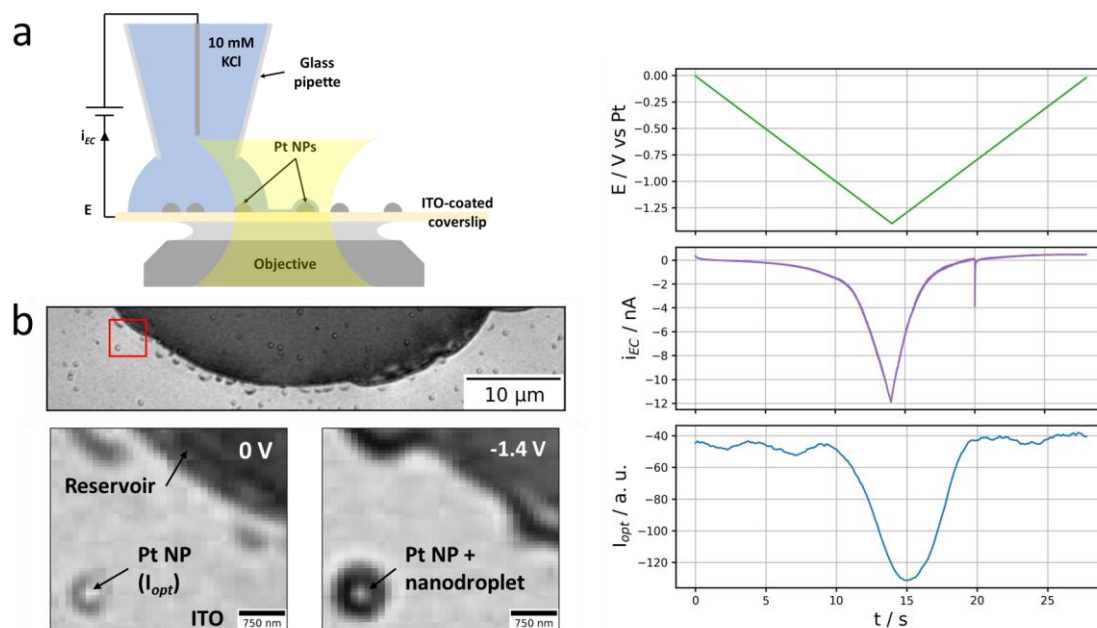 a
10 mM
KCl
Glass
pipette
i_EC
Pt NPs
E
ITO-coated
coverslip
Objective
b
10 μm
0 V
Reservoir
Pt NP
(I_opt)
ITO
750 nm
-1.4 V
Pt NP +
nanodroplet
750 nm
E / V vs Pt
0.00
−0.25
−0.50
−0.75
−1.00
−1.25
i_EC / nA
0
−2
−4
−6
−8
−10
−12
I_opt / a. u.
−40
−60
−80
−100
−120
0 5 10 15 20 25
t / s